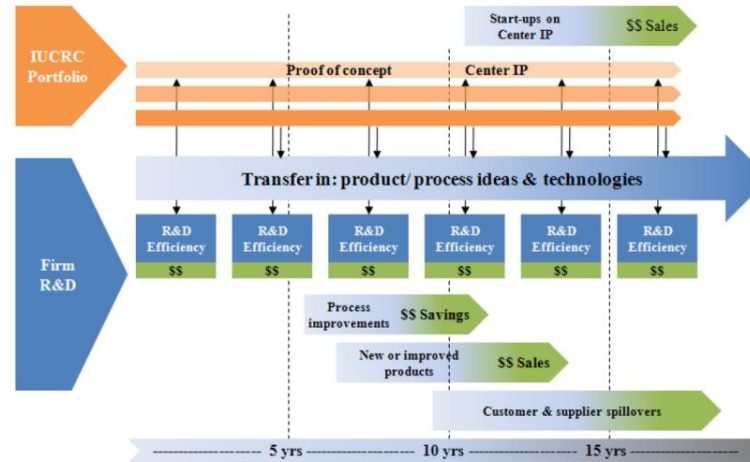 Start-ups on
Center IP
$$ Sales
IUCRC
Portfolio
Proof of concept
Center IP
Transfer in: product/ process ideas & technologies
R&D
Efficiency
$$
R&D
Efficiency
$$
R&D
Efficiency
$$
R&D
Efficiency
$$
R&D
Efficiency
$$
R&D
Efficiency
$$
Firm
R&D
Process
improvements
$$ Savings
New or improved
products
$$ Sales
Customer & supplier spillovers
5 yrs
10 yrs
15 yrs